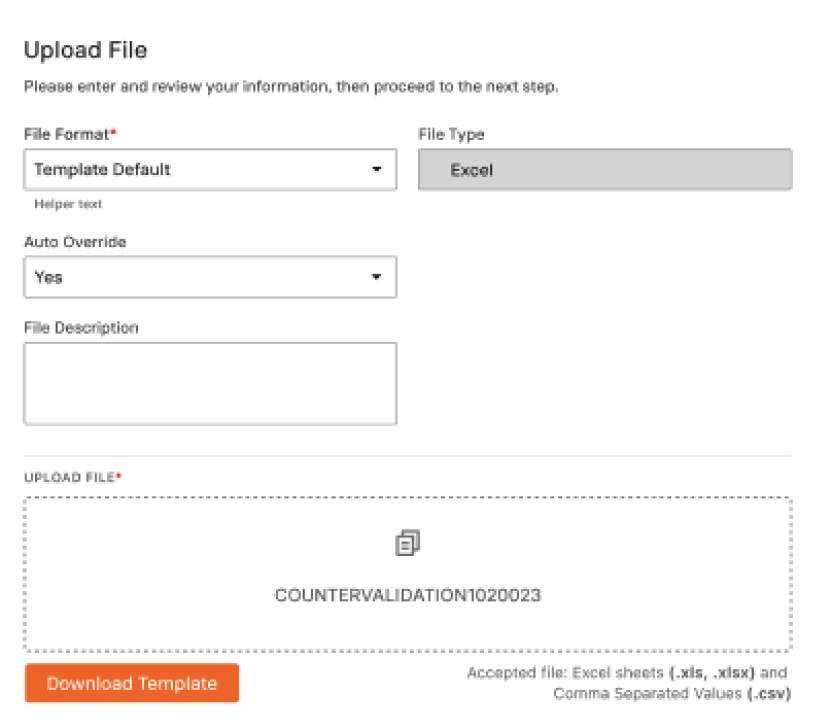 Upload File
Please enter and review your information, then proceed to the next step.
File Format*
File Type
Template Default
Excel
Helper text
Auto Override
Yes
File Description
UPLOAD FILE*
COUNTERVALIDATION1020023
Download Template
Accepted file: Excel sheets (.xls, .xlsx) and
Comma Separated Values (.csv)